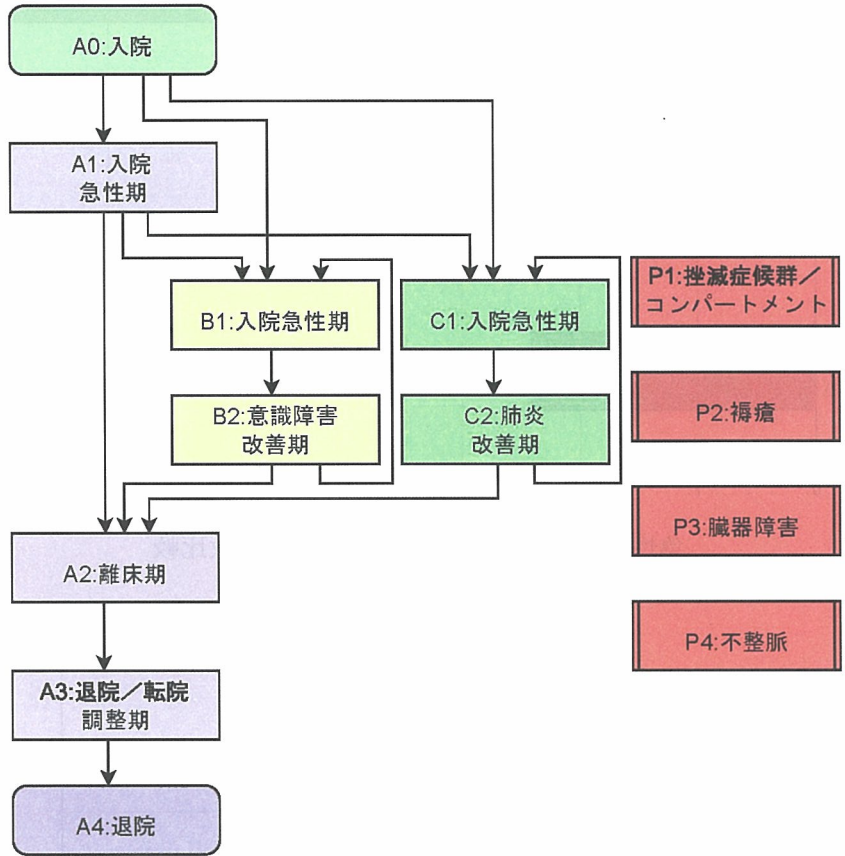 A0:入院
A1:入院
急性期
B1:入院急性期
C1:入院急性期
P1:挫滅症候群／
コンパートメント
B2:意識障害
改善期
C2:肺炎
改善期
P2:褥瘡
P3:臓器障害
A2:離床期
P4:不整脈
A3:退院／転院
調整期
A4:退院